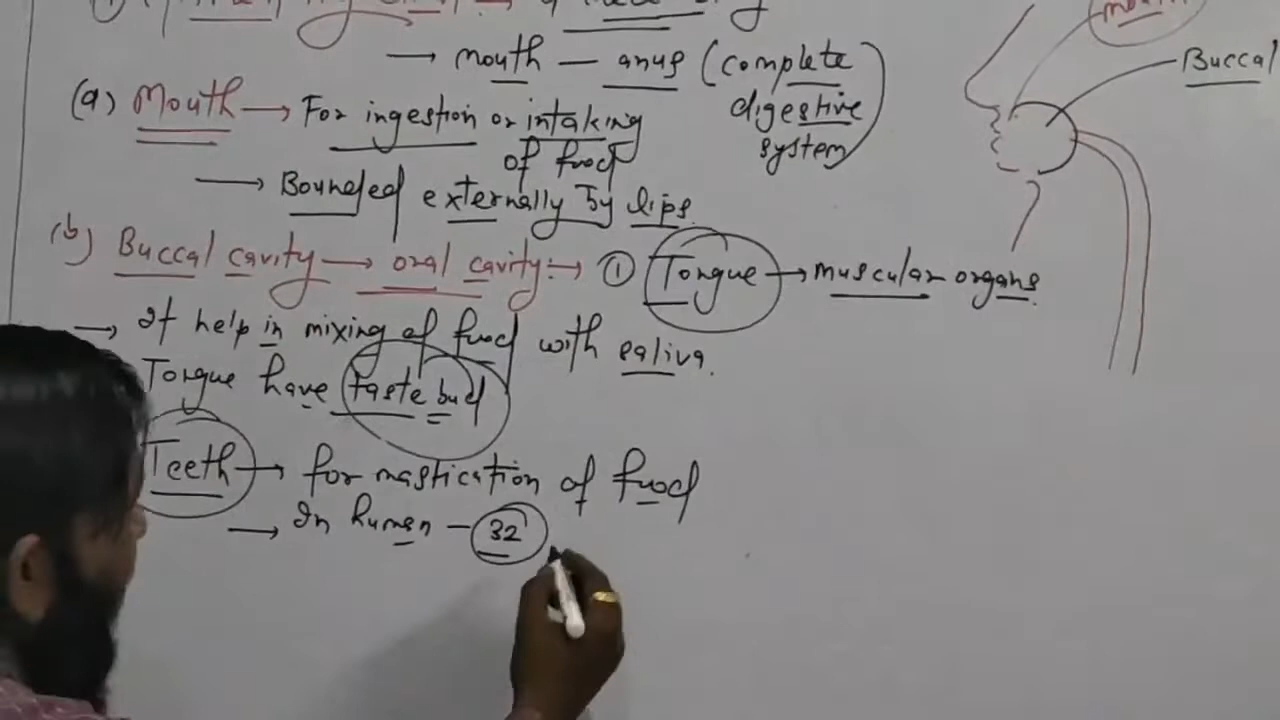 → mouth — anus (complete
digestive
system)
(a) Mouth → For ingestion or intaking
of food
→ Bounded externally by lips.
(b) Buccal cavity → oral cavity:→ ① Tongue → muscular organs.
→ It help in mixing of food with saliva.
Tongue have taste bud
Teeth → for mastication of food
→ In human – 32
mouth
Buccal